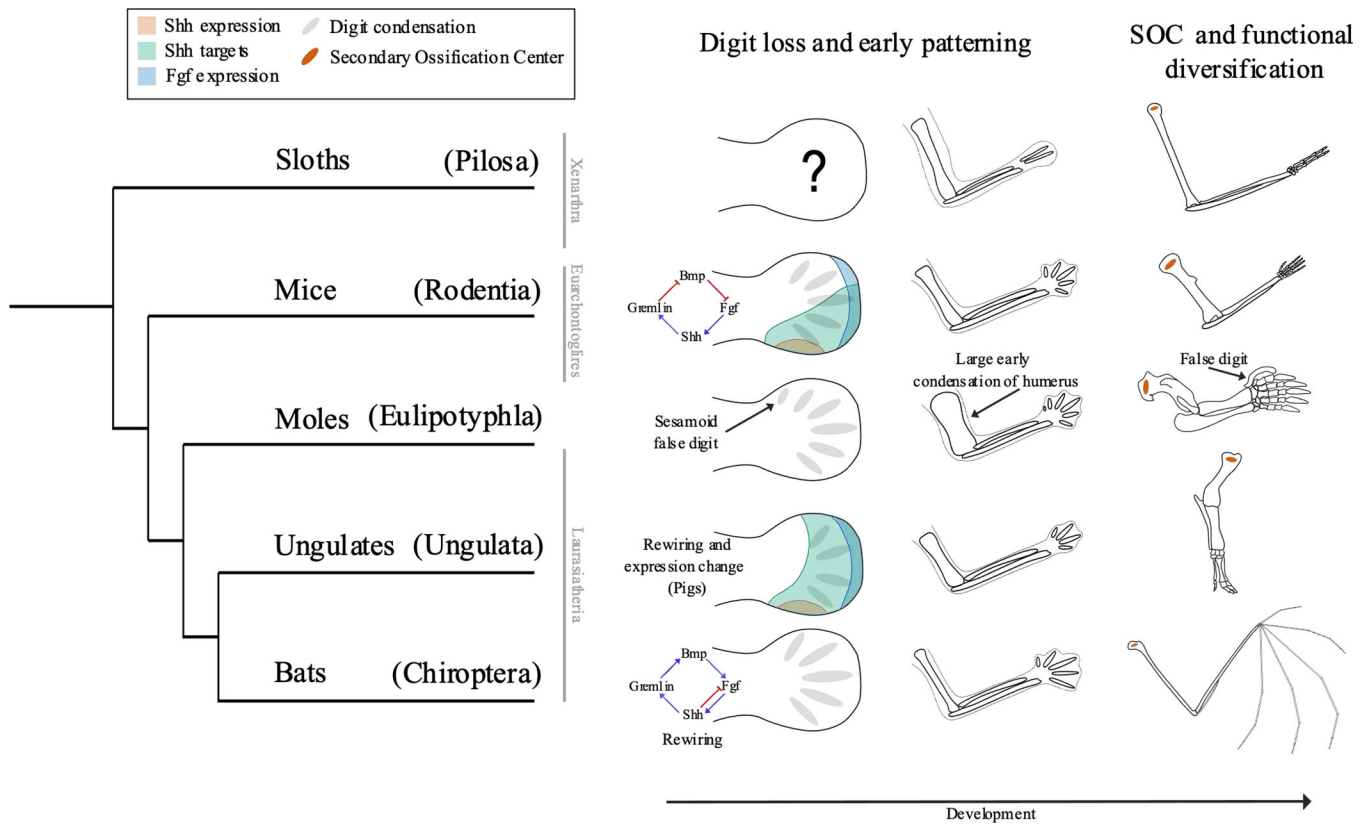 Shh expression
Shh targets
Fgf expression
Digit condensation
Secondary Ossification Center
Digit loss and early patterning
SOC and functional
diversification
Sloths (Pilosa)
Xenarthra
?
Mice (Rodentia)
Euarchontoglires
Bmp
Gremlin
Fgf
Shh
Moles (Eulipotyphla)
Sesamoid
false digit
Large early
condensation of humerus
False digit
Ungulates (Ungulata)
Laurasiatheria
Rewiring and
expression change
(Pigs)
Bats (Chiroptera)
Bmp
Gremlin
Fgf
Shh
Rewiring
Development